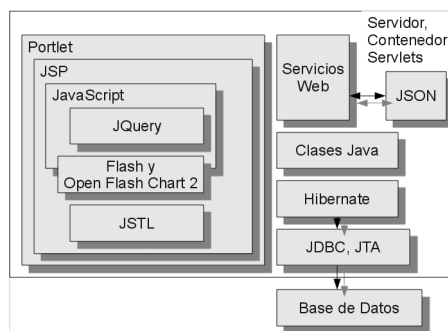 Portlet
JSP
JavaScript
JQuery
Flash y
Open Flash Chart 2
JSTL
Servidor,
Contenedor
Servlets
Servicios
Web
JSON
Clases Java
Hibernate
JDBC, JTA
Base de Datos